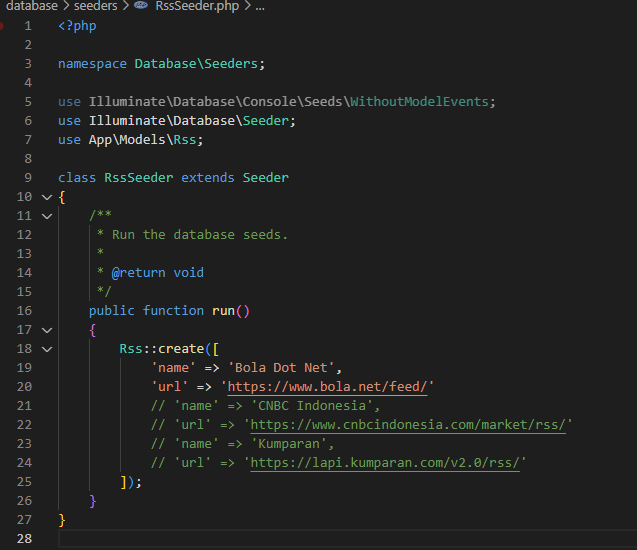 database > seeders > RssSeeder.php > ...
1 <?php
2
3 namespace Database\Seeders;
4
5 use Illuminate\Database\Console\Seeds\WithoutModelEvents;
6 use Illuminate\Database\Seeder;
7 use App\Models\Rss;
8
9 class RssSeeder extends Seeder
10 {
11     /**
12      * Run the database seeds.
13      *
14      * @return void
15      */
16     public function run()
17     {
18         Rss::create([
19             'name' => 'Bola Dot Net',
20             'url' => 'https://www.bola.net/feed/'
21             // 'name' => 'CNBC Indonesia',
22             // 'url' => 'https://www.cnbcindonesia.com/market/rss/'
23             // 'name' => 'Kumparan',
24             // 'url' => 'https://lapi.kumparan.com/v2.0/rss/'
25         ]);
26     }
27 }
28